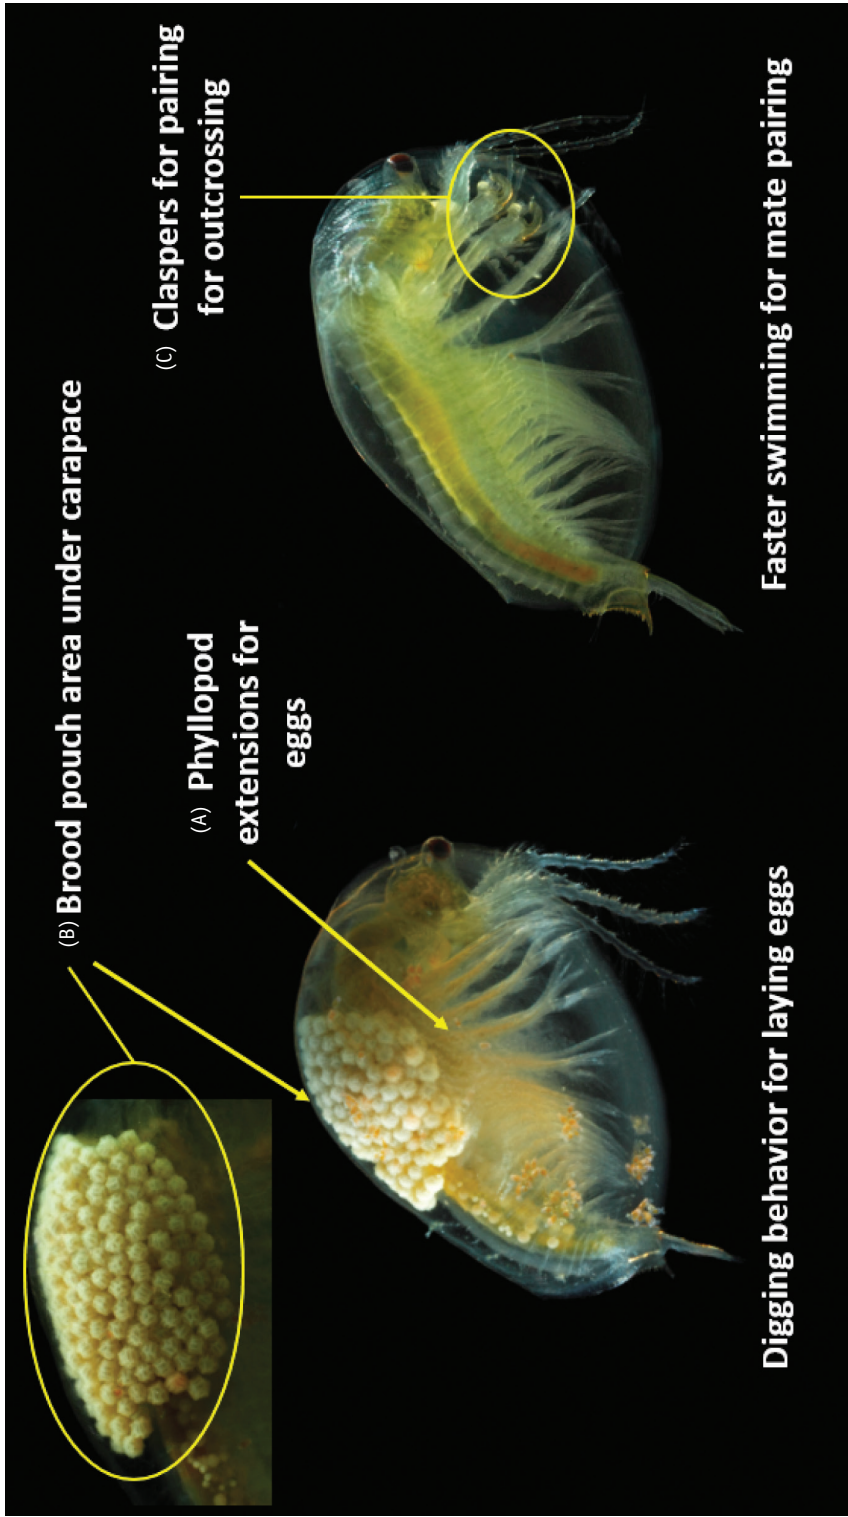 (B) Brood pouch area under carapace
(A) Phyllopod
extensions for
eggs
(C) Claspers for pairing
for outcrossing
Digging behavior for laying eggs
Faster swimming for mate pairing